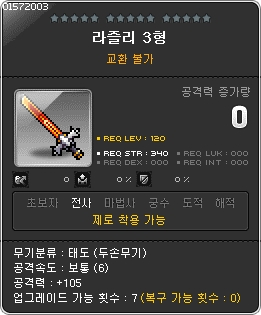 01572003
라즐리 3형
교환 불가
공격력 증가량
0
REQ LEV : 120
REQ STR : 340 REQ LUK : 000
REQ DEX : 000 REQ INT : 000
0 0 % 0 %
초보자 전사 마법사 궁수 도적 해적
제로 착용 가능
무기분류 : 태도 (두손무기)
공격속도 : 보통 (6)
공격력 : +105
업그레이드 가능 횟수 : 7 (복구 가능 횟수 : 0)